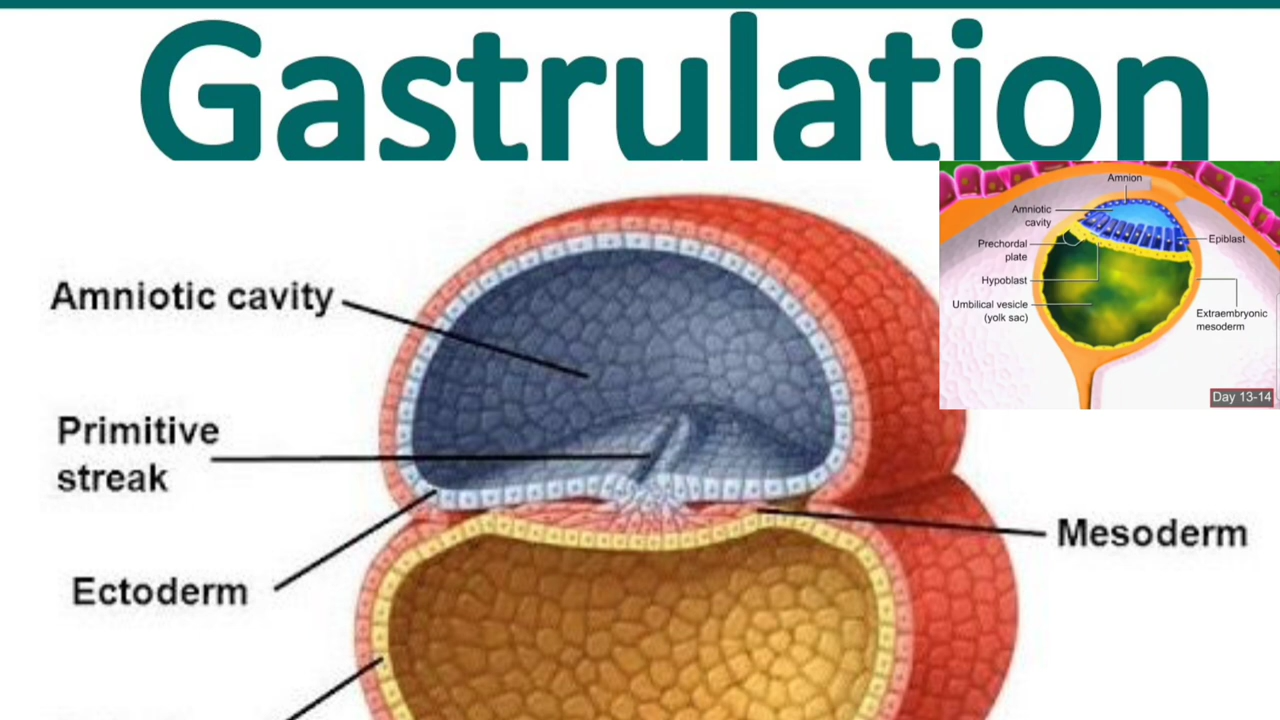 Gastrulation
Amniotic cavity
Primitive
streak
Ectoderm
Mesoderm
Amnion
Amniotic
cavity
Prechordal
plate
Hypoblast
Umbilical vesicle
(yolk sac)
Epiblast
Extraembryonic
mesoderm
Day 13-14